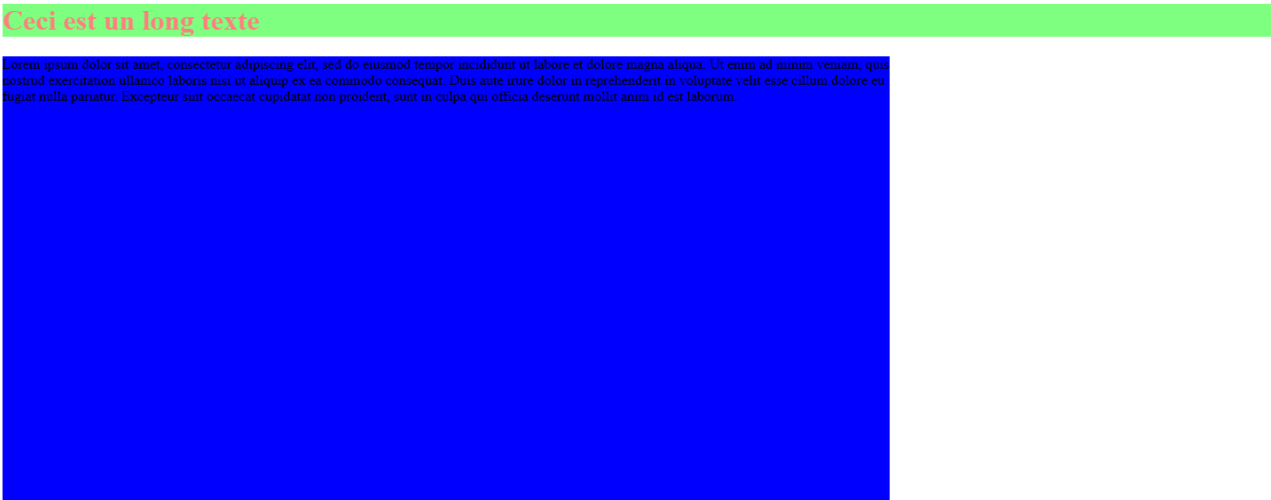 Ceci est un long texte
Lorem ipsum dolor sit amet, consectetur adipiscing elit, sed do eiusmod tempor incididunt ut labore et dolore magna aliqua. Ut enim ad minim veniam, quis
nostrud exercitation ullamco laboris nisi ut aliquip ex ea commodo consequat. Duis aute irure dolor in reprehenderit in voluptate velit esse cillum dolore eu
fugiat nulla pariatur. Excepteur sint occaecat cupidatat non proident, sunt in culpa qui officia deserunt mollit anim id est laborum.